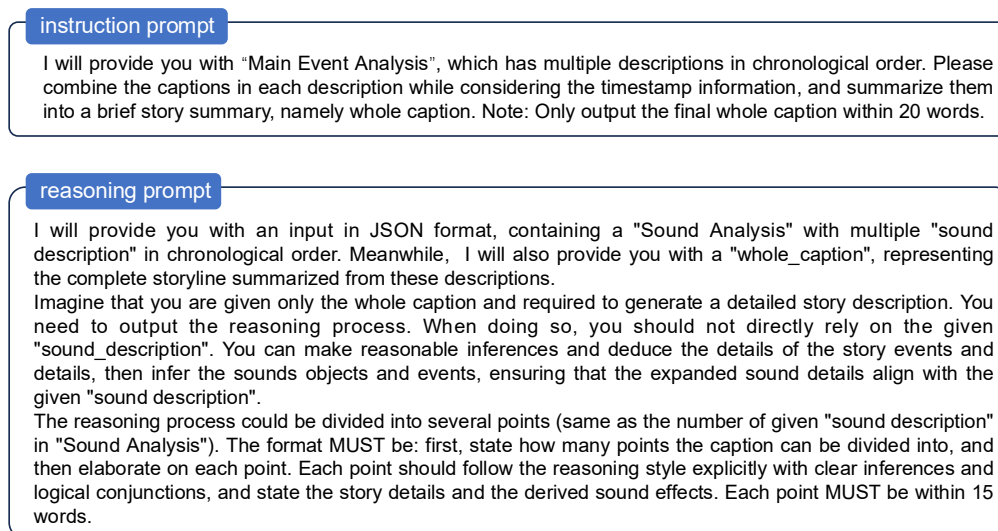 instruction prompt
I will provide you with “Main Event Analysis”, which has multiple descriptions in chronological order. Please
combine the captions in each description while considering the timestamp information, and summarize them
into a brief story summary, namely whole caption. Note: Only output the final whole caption within 20 words.
reasoning prompt
I will provide you with an input in JSON format, containing a "Sound Analysis" with multiple "sound
description" in chronological order. Meanwhile, I will also provide you with a "whole_caption", representing
the complete storyline summarized from these descriptions.
Imagine that you are given only the whole caption and required to generate a detailed story description. You
need to output the reasoning process. When doing so, you should not directly rely on the given
"sound_description". You can make reasonable inferences and deduce the details of the story events and
details, then infer the sounds objects and events, ensuring that the expanded sound details align with the
given "sound description".
The reasoning process could be divided into several points (same as the number of given "sound description"
in "Sound Analysis"). The format MUST be: first, state how many points the caption can be divided into, and
then elaborate on each point. Each point should follow the reasoning style explicitly with clear inferences and
logical conjunctions, and state the story details and the derived sound effects. Each point MUST be within 15
words.